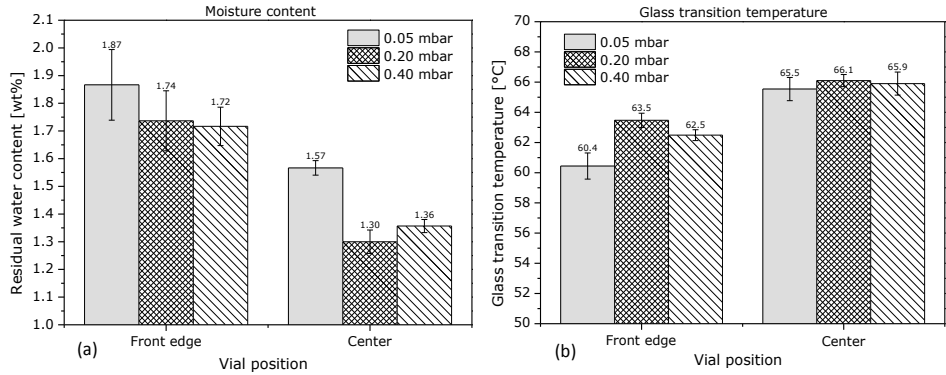 Moisture content
Residual water content [wt%]
2.1
2.0
1.9
1.8
1.7
1.6
1.5
1.4
1.3
1.2
1.1
1.0
0.05 mbar
0.20 mbar
0.40 mbar
1.87
1.74
1.72
1.57
1.30
1.36
(a)
Front edge
Center
Vial position
Glass transition temperature
Glass transition temperature [°C]
70
68
66
64
62
60
58
56
54
52
50
0.05 mbar
0.20 mbar
0.40 mbar
60.4
63.5
62.5
65.5
66.1
65.9
(b)
Front edge
Center
Vial position